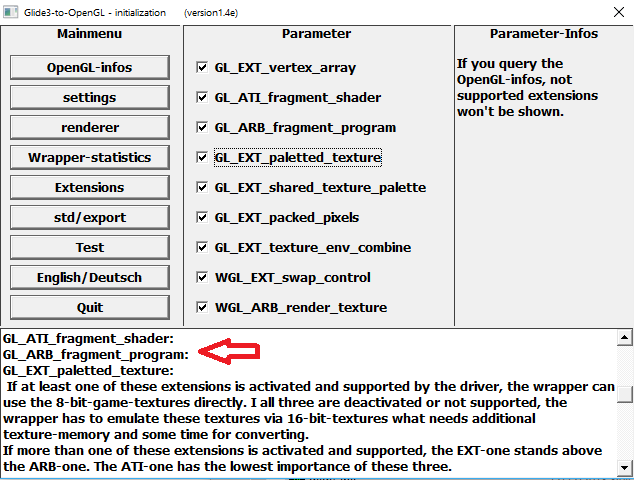 Glide3-to-OpenGL - initialization (version1.4e)
Mainmenu
OpenGL-infos
settings
renderer
Wrapper-statistics
Extensions
std/export
Test
English/Deutsch
Quit
Parameter
GL_EXT_vertex_array
GL_ATI_fragment_shader
GL_ARB_fragment_program
GL_EXT_paletted_texture
GL_EXT_shared_texture_palette
GL_EXT_packed_pixels
GL_EXT_texture_env_combine
WGL_EXT_swap_control
WGL_ARB_render_texture
Parameter-Infos
If you query the
OpenGL-infos, not
supported extensions
won't be shown.
GL_ATI_fragment_shader:
GL_ARB_fragment_program:
GL_EXT_paletted_texture:
If at least one of these extensions is activated and supported by the driver, the wrapper can
use the 8-bit-game-textures directly. I all three are deactivated or not supported, the
wrapper has to emulate these textures via 16-bit-textures what needs additional
texture-memory and some time for converting.
If more than one of these extensions is activated and supported, the EXT-one stands above
the ARB-one. The ATI-one has the lowest importance of these three.